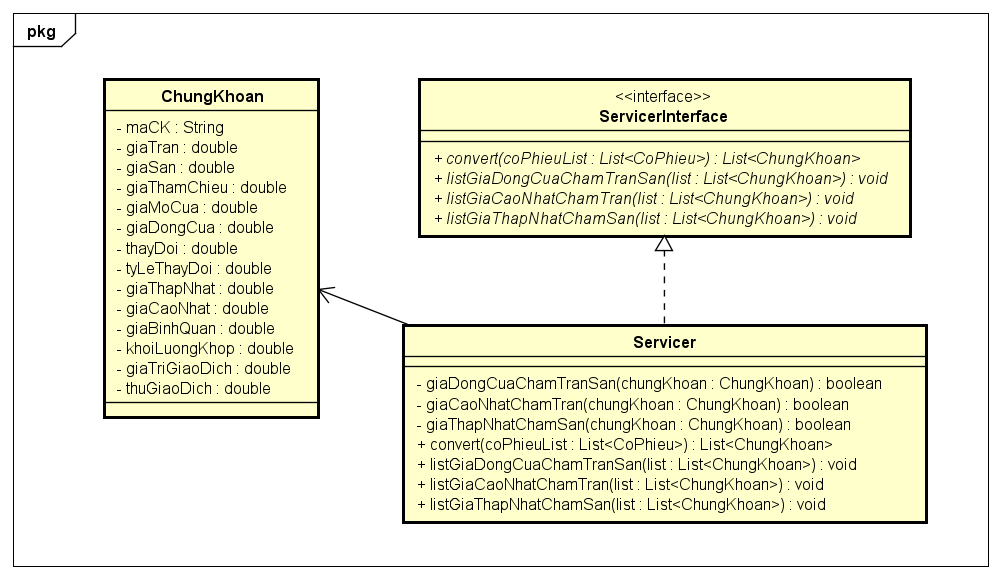 pkg
ChungKhoan
- maCK : String
- giaTran : double
- giaSan : double
- giaThamChieu : double
- giaMoCua : double
- giaDongCua : double
- thayDoi : double
- tyLeThayDoi : double
- giaThapNhat : double
- giaCaoNhat : double
- giaBinhQuan : double
- khoiLuongKhop : double
- giaTriGiaoDich : double
- thuGiaoDich : double
<<interface>>
ServicerInterface
+ convert(coPhieuList : List<CoPhieu>) : List<ChungKhoan>
+ listGiaDongCuaChamTranSan(list : List<ChungKhoan>) : void
+ listGiaCaoNhatChamTran(list : List<ChungKhoan>) : void
+ listGiaThapNhatChamSan(list : List<ChungKhoan>) : void
Servicer
- giaDongCuaChamTranSan(chungKhoan : ChungKhoan) : boolean
- giaCaoNhatChamTran(chungKhoan : ChungKhoan) : boolean
- giaThapNhatChamSan(chungKhoan : ChungKhoan) : boolean
+ convert(coPhieuList : List<CoPhieu>) : List<ChungKhoan>
+ listGiaDongCuaChamTranSan(list : List<ChungKhoan>) : void
+ listGiaCaoNhatChamTran(list : List<ChungKhoan>) : void
+ listGiaThapNhatChamSan(list : List<ChungKhoan>) : void